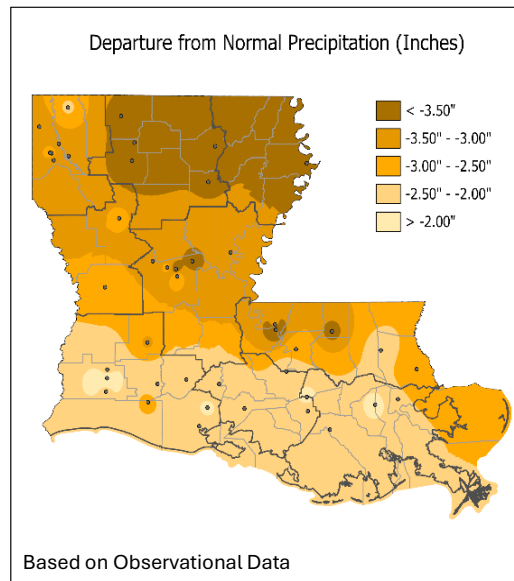 Departure from Normal Precipitation (Inches)
< -3.50"
-3.50" - -3.00"
-3.00" - -2.50"
-2.50" - -2.00"
> -2.00"
Based on Observational Data